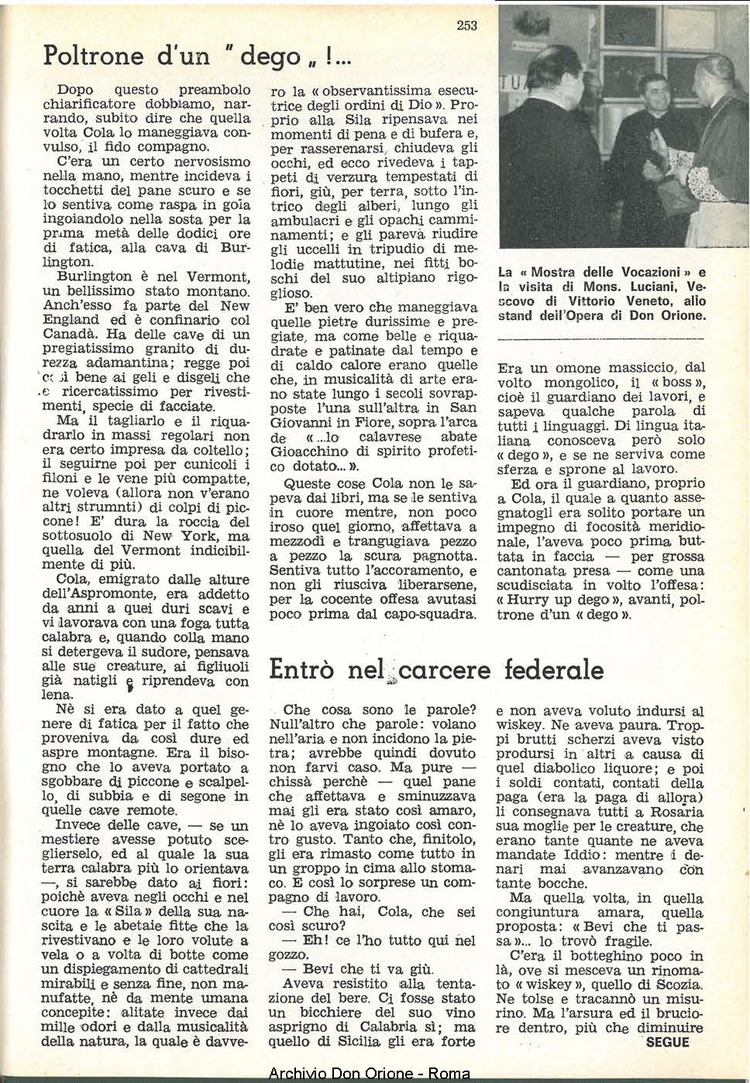 253
Poltrone d'un " dego „ !...
Dopo questo preambolo
chiarificatore dobbiamo, nar-
rando, subito dire che quella
volta Cola lo maneggiava con-
vulso, il fido compagno.
C'era un certo nervosismo
nella mano, mentre incideva i
tocchetti del pane scuro e se
lo sentiva come raspa in gola
ingoiandolo nella sosta per la
prima metà delle dodici ore
di fatica, alla cava di Bur-
lington.
Burlington è nel Vermont,
un bellissimo stato montano.
Anch'esso fa parte del New
England ed è confinario col
Canadà. Ha delle cave di un
pregiatissimo granito di du-
rezza adamantina; regge poi
così bene ai geli e disgeli che
è ricercatissimo per rivesti-
menti, specie di facciate.
Ma il tagliarlo e il riqua-
drarlo in massi regolari non
era certo impresa da coltello;
il seguirne poi per cunicoli i
filoni e le vene più compatte,
ne voleva (allora non v'erano
altri strumnti) di colpi di pic-
cone! E' dura la roccia del
sottosuolo di New York, ma
quella del Vermont indicibil-
mente di più.
Cola, emigrato dalle alture
dell'Aspromonte, era addetto
da anni a quei duri scavi e
vi lavorava con una foga tutta
calabra e, quando colla mano
si detergeva il sudore, pensava
alle sue creature, ai figliuoli
già natigli e riprendeva con
lena.
Nè si era dato a quel ge-
nere di fatica per il fatto che
proveniva da così dure ed
aspre montagne. Era il biso-
gno che lo aveva portato a
sgobbare di piccone e scalpel-
lo, di subbia e di segone in
quelle cave remote.
Invece delle cave, — se un
mestiere avesse potuto sce-
glierselo, ed al quale la sua
terra calabra più lo orientava
—, si sarebbe dato ai fiori:
poichè aveva negli occhi e nel
cuore la « Sila » della sua na-
scita e le abetaie fitte che la
rivestivano e le loro volute a
vela o a volta di botte come
un dispiegamento di cattedrali
mirabili e senza fine, non ma-
nufatte, nè da mente umana
concepite: alitate invece dai
mille odori e dalla musicalità
della natura, la quale è davve-
ro la « observantissima esecu-
trice degli ordini di Dio ». Pro-
prio alla Sila ripensava nei
momenti di pena e di bufera e,
per rasserenarsi, chiudeva gli
occhi, ed ecco rivedeva i tap-
peti di verzura tempestati di
fiori, giù, per terra, sotto l'in-
trico degli alberi, lungo gli
ambulacri e gli opachi cammi-
namenti; e gli pareva riudire
gli uccelli in tripudio di me-
lodie mattutine, nei fitti bo-
schi del suo altipiano rigo-
glioso.
E' ben vero che maneggiava
quelle pietre durissime e pre-
giate, ma come belle e riqua-
drate e patinate dal tempo e
di caldo calore erano quelle
che, in musicalità di arte era-
no state lungo i secoli sovrap-
poste l'una sull'altra in San
Giovanni in Fiore, sopra l'arca
de « ...lo calavrese abate
Gioacchino di spirito profeti-
co dotato... ».
Queste cose Cola non le sa-
peva dai libri, ma se le sentiva
in cuore mentre, non poco
iroso quel giorno, affettava a
mezzodì e trangugiava pezzo
a pezzo la scura pagnotta.
Sentiva tutto l'accoramento, e
non gli riusciva liberarsene,
per la cocente offesa avutasi
poco prima dal capo-squadra.
La « Mostra delle Vocazioni » e
la visita di Mons. Luciani, Ve-
scovo di Vittorio Veneto, allo
stand dell'Opera di Don Orione.
Era un omone massiccio, dal
volto mongolico, il « boss »,
cioè il guardiano dei lavori, e
sapeva qualche parola di
tutti i linguaggi. Di lingua ita-
liana conosceva però solo
« dego », e se ne serviva come
sferza e sprone al lavoro.
Ed ora il guardiano, proprio
a Cola, il quale a quanto asse-
gnatogli era solito portare un
impegno di focosità meridio-
nale, l'aveva poco prima but-
tata in faccia — per grossa
cantonata presa — come una
scudisciata in volto l'offesa:
« Hurry up dego », avanti, pol-
trone d'un « dego ».
Entrò nel carcere federale
Che cosa sono le parole?
Null'altro che parole: volano
nell'aria e non incidono la pie-
tra; avrebbe quindi dovuto
non farvi caso. Ma pure —
chissà perchè — quel pane
che affettava e sminuzzava
mai gli era stato così amaro,
nè lo aveva ingoiato così con-
tro gusto. Tanto che, finitolo,
gli era rimasto come tutto in
un groppo in cima allo stoma-
co. E così lo sorprese un com-
pagno di lavoro.
— Che hai, Cola, che sei
così scuro?
— Eh! ce l'ho tutto qui nel
gozzo.
— Bevi che ti va giù.
Aveva resistito alla tenta-
zione del bere. Ci fosse stato
un bicchiere del suo vino
asprigno di Calabria sì; ma
quello di Sicilia gli era forte
e non aveva voluto indursi al
wiskey. Ne aveva paura. Trop-
pi brutti scherzi aveva visto
prodursi in altri a causa di
quel diabolico liquore; e poi
i soldi contati, contati della
paga (era la paga di allora)
li consegnava tutti a Rosaria
sua moglie per le creature, che
erano tante quante ne aveva
mandate Iddio: mentre i de-
nari mai avanzavano con
tante bocche.
Ma quella volta, in quella
congiuntura amara, quella
proposta: « Bevi che ti pas-
sa »... lo trovò fragile.
C'era il botteghino poco in
là, ove si mesceva un rinoma-
to « wiskey », quello di Scozia.
Ne tolse e tracannò un misu-
rino. Ma l'arsura ed il brucio-
re dentro, più che diminuire
SEGUE
Archivio Don Orione - Roma